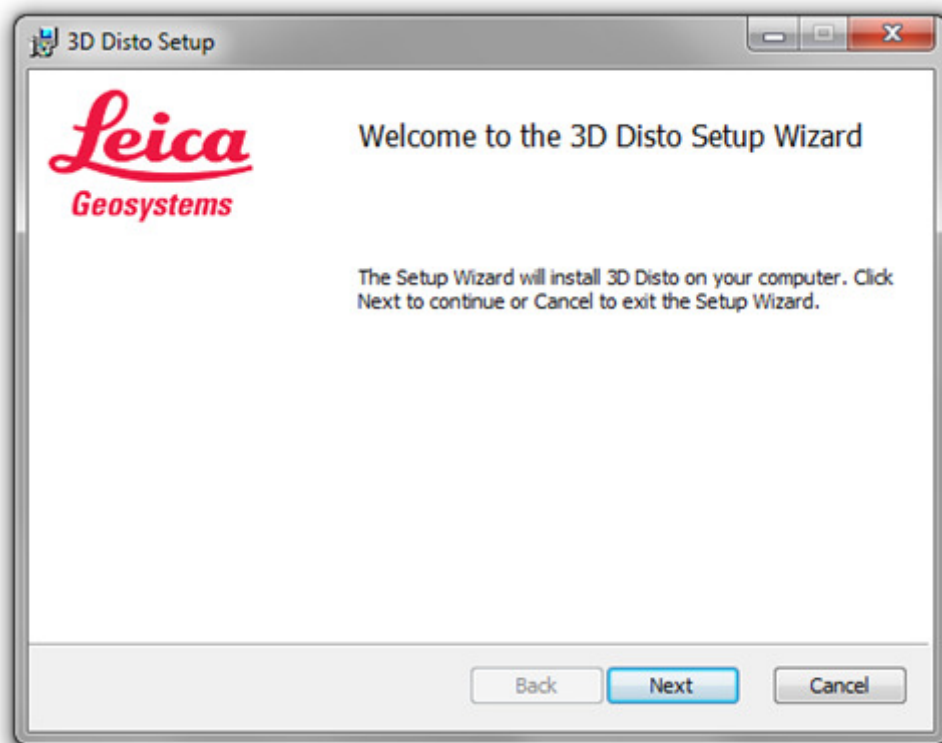 3D Disto Setup
Leica
Geosystems
Welcome to the 3D Disto Setup Wizard
The Setup Wizard will install 3D Disto on your computer. Click
Next to continue or Cancel to exit the Setup Wizard.
Back
Next
Cancel